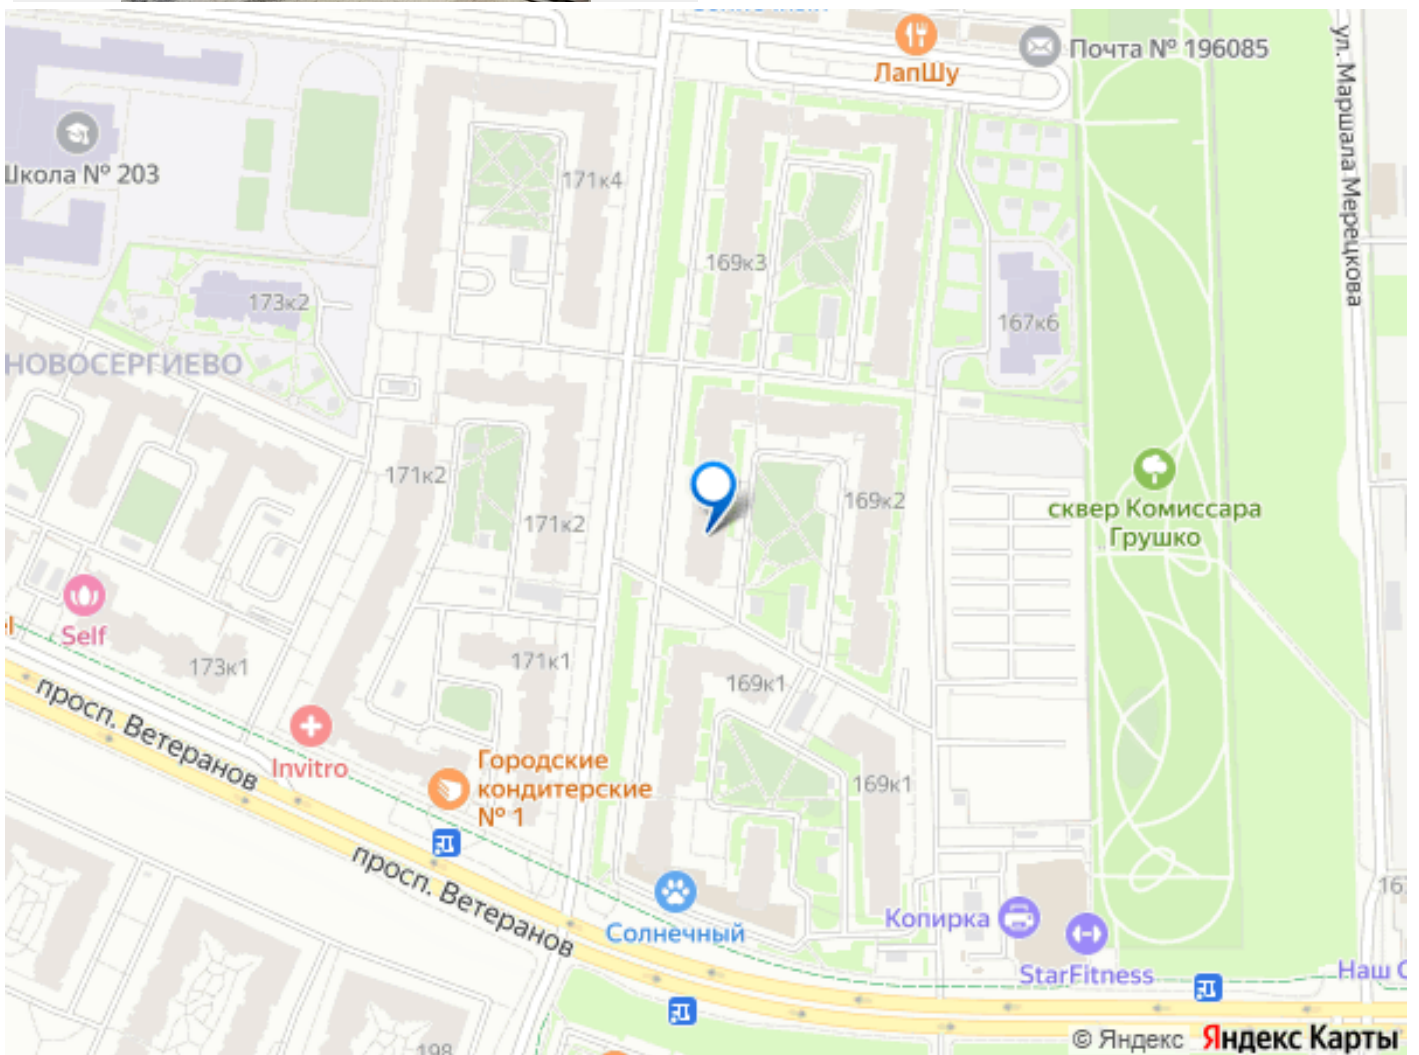 ЛапШу
Почта № 196085
ул. Маршала Мерецкова
Школа № 203
171к4
169к3
173к2
167к6
НОВОСЕРГИЕВО
171к2
169к2
171к2
сквер Комиссара
Грушко
Self
173к1
171к1
169к1
просп. Ветеранов
Invitro
Городские
кондитерские
№ 1
169к1
просп. Ветеранов
Солнечный
Копирка
StarFitness
Наш С
198
© Яндекс
Яндекс Карты